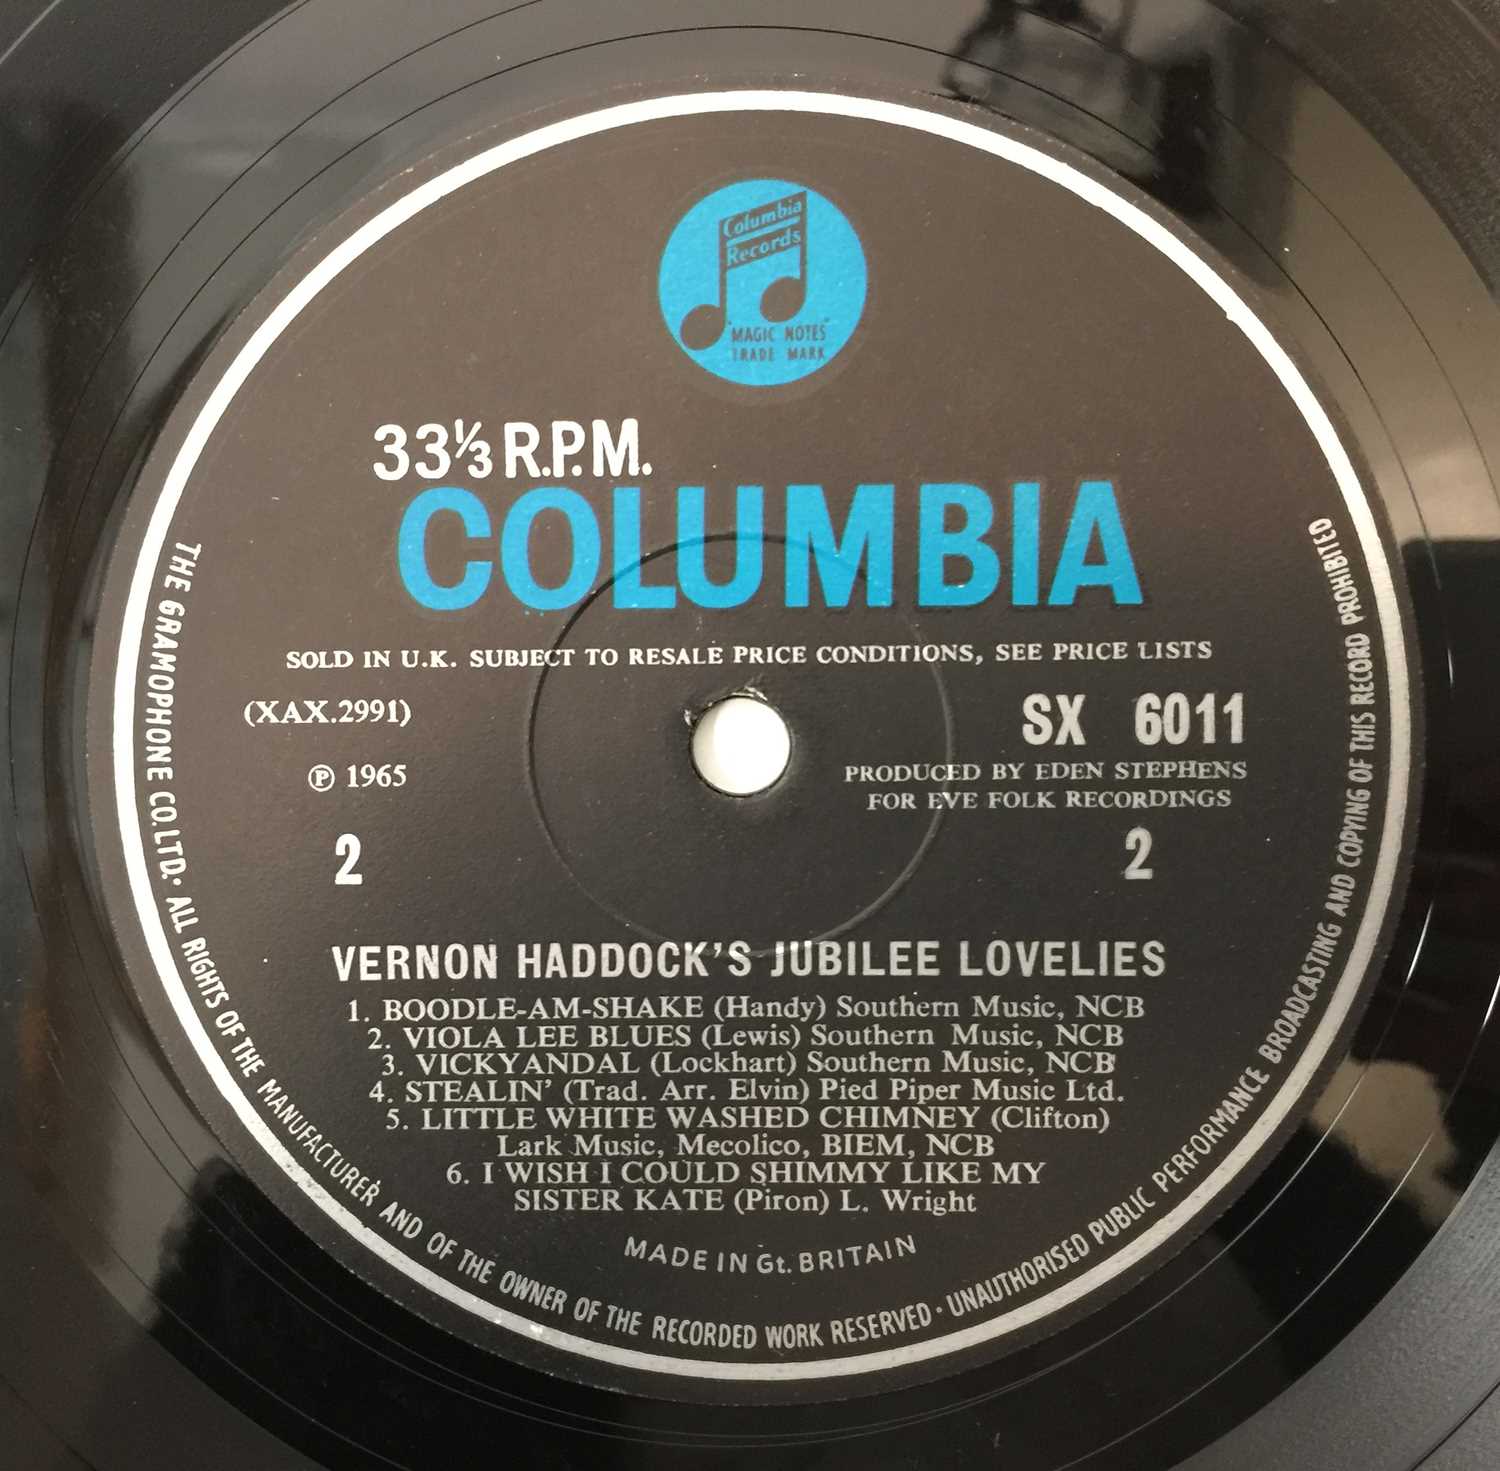 Columbia
Records
"MAGIC NOTES"
TRADE MARK
33⅓ R.P.M.
COLUMBIA
SOLD IN U.K. SUBJECT TO RESALE PRICE CONDITIONS, SEE PRICE LISTS
(XAX.2991)
SX 6011
℗ 1965
PRODUCED BY EDEN STEPHENS
FOR EVE FOLK RECORDINGS
2
2
VERNON HADDOCK'S JUBILEE LOVELIES
1. BOODLE-AM-SHAKE (Handy) Southern Music, NCB
2. VIOLA LEE BLUES (Lewis) Southern Music, NCB
3. VICKYANDAL (Lockhart) Southern Music, NCB
4. STEALIN' (Trad. Arr. Elvin) Pied Piper Music Ltd.
5. LITTLE WHITE WASHED CHIMNEY (Clifton)
Lark Music, Mecolico, BIEM, NCB
6. I WISH I COULD SHIMMY LIKE MY
SISTER KATE (Piron) L. Wright
MADE IN Gt. BRITAIN
THE GRAMOPHONE CO. LTD. · ALL RIGHTS OF THE MANUFACTURER AND OF THE OWNER OF THE RECORDED WORK RESERVED · UNAUTHORISED PUBLIC PERFORMANCE BROADCASTING AND COPYING OF THIS RECORD PROHIBITED